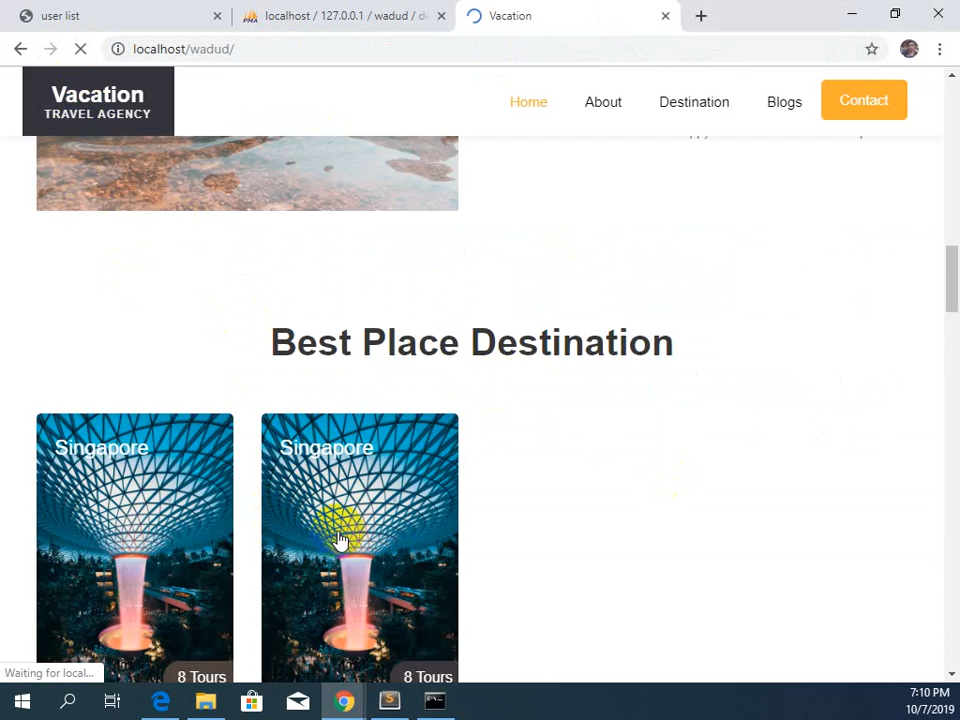 user list
localhost / 127.0.0.1 / wadud / d
Vacation
localhost/wadud/
Vacation
TRAVEL AGENCY
Home
About
Destination
Blogs
Contact
Best Place Destination
Singapore
Singapore
8 Tours
8 Tours
Waiting for local...
7:10 PM
10/7/2019